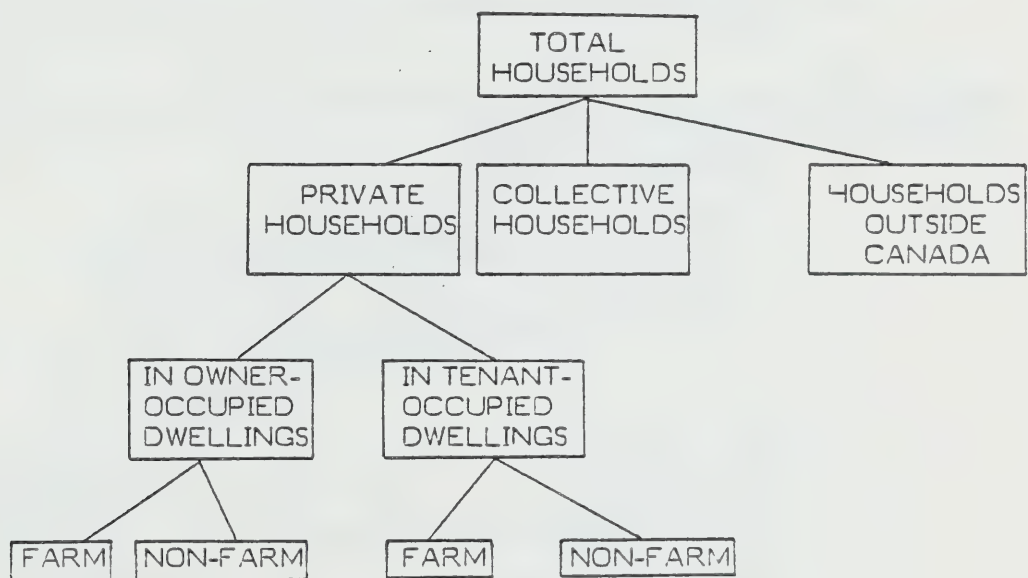 TOTAL
HOUSEHOLDS
PRIVATE
HOUSEHOLDS
COLLECTIVE
HOUSEHOLDS
HOUSEHOLDS
OUTSIDE
CANADA
IN OWNER-
OCCUPIED
DWELLINGS
IN TENANT-
OCCUPIED
DWELLINGS
FARM
NON-FARM
FARM
NON-FARM